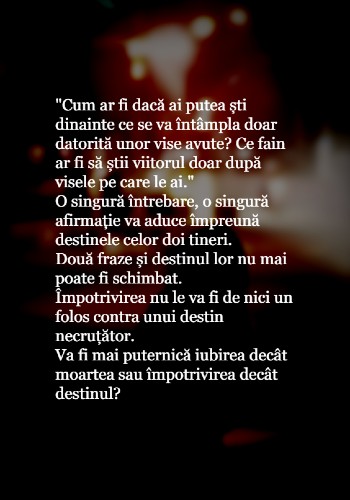 "Cum ar fi dacă ai putea ști
dinainte ce se va întâmpla doar
datorită unor vise avute? Ce fain
ar fi să știi viitorul doar după
visele pe care le ai."
O singură întrebare, o singură
afirmație va aduce împreună
destinele celor doi tineri.
Două fraze și destinul lor nu mai
poate fi schimbat.
Împotrivirea nu le va fi de nici un
folos contra unui destin
necruțător.
Va fi mai puternică iubirea decât
moartea sau împotrivirea decât
destinul?